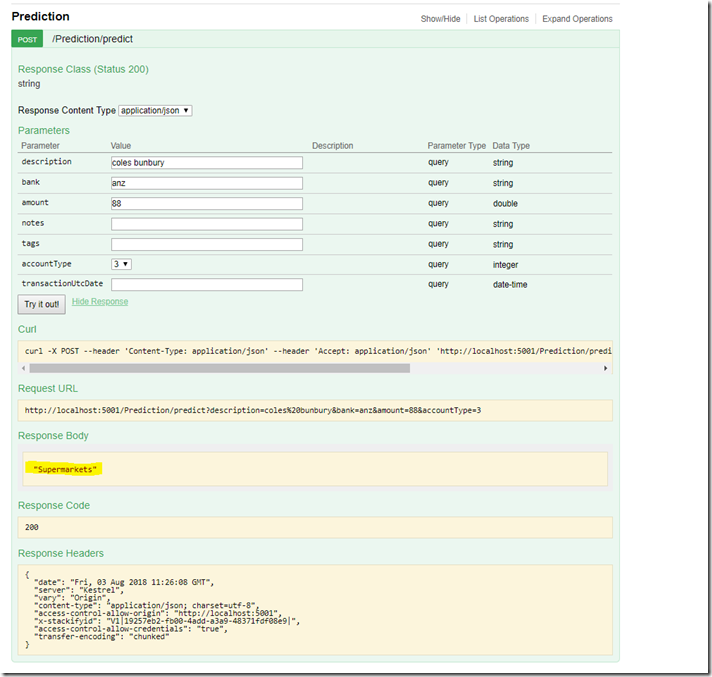 Prediction
Show/Hide List Operations Expand Operations
POST /Prediction/predict
Response Class (Status 200)
string
Response Content Type application/json
Parameters
Parameter Value Description Parameter Type Data Type
description coles bunbury query string
bank anz query string
amount 88 query double
notes query string
tags query string
accountType 3 query integer
transactionUtcDate query date-time
Try it out! Hide Response
Curl
curl -X POST --header 'Content-Type: application/json' --header 'Accept: application/json' 'http://localhost:5001/Prediction/predi
Request URL
http://localhost:5001/Prediction/predict?description=coles%20bunbury&bank=anz&amount=88&accountType=3
Response Body
"Supermarkets"
Response Code
200
Response Headers
{
"date": "Fri, 03 Aug 2018 11:26:08 GMT",
"server": "Kestrel",
"vary": "Origin",
"content-type": "application/json; charset=utf-8",
"access-control-allow-origin": "http://localhost:5001",
"x-stackifyid": "V1|19257eb2-fb00-4add-a3a9-48371fdf08e9|",
"access-control-allow-credentials": "true",
"transfer-encoding": "chunked"
}